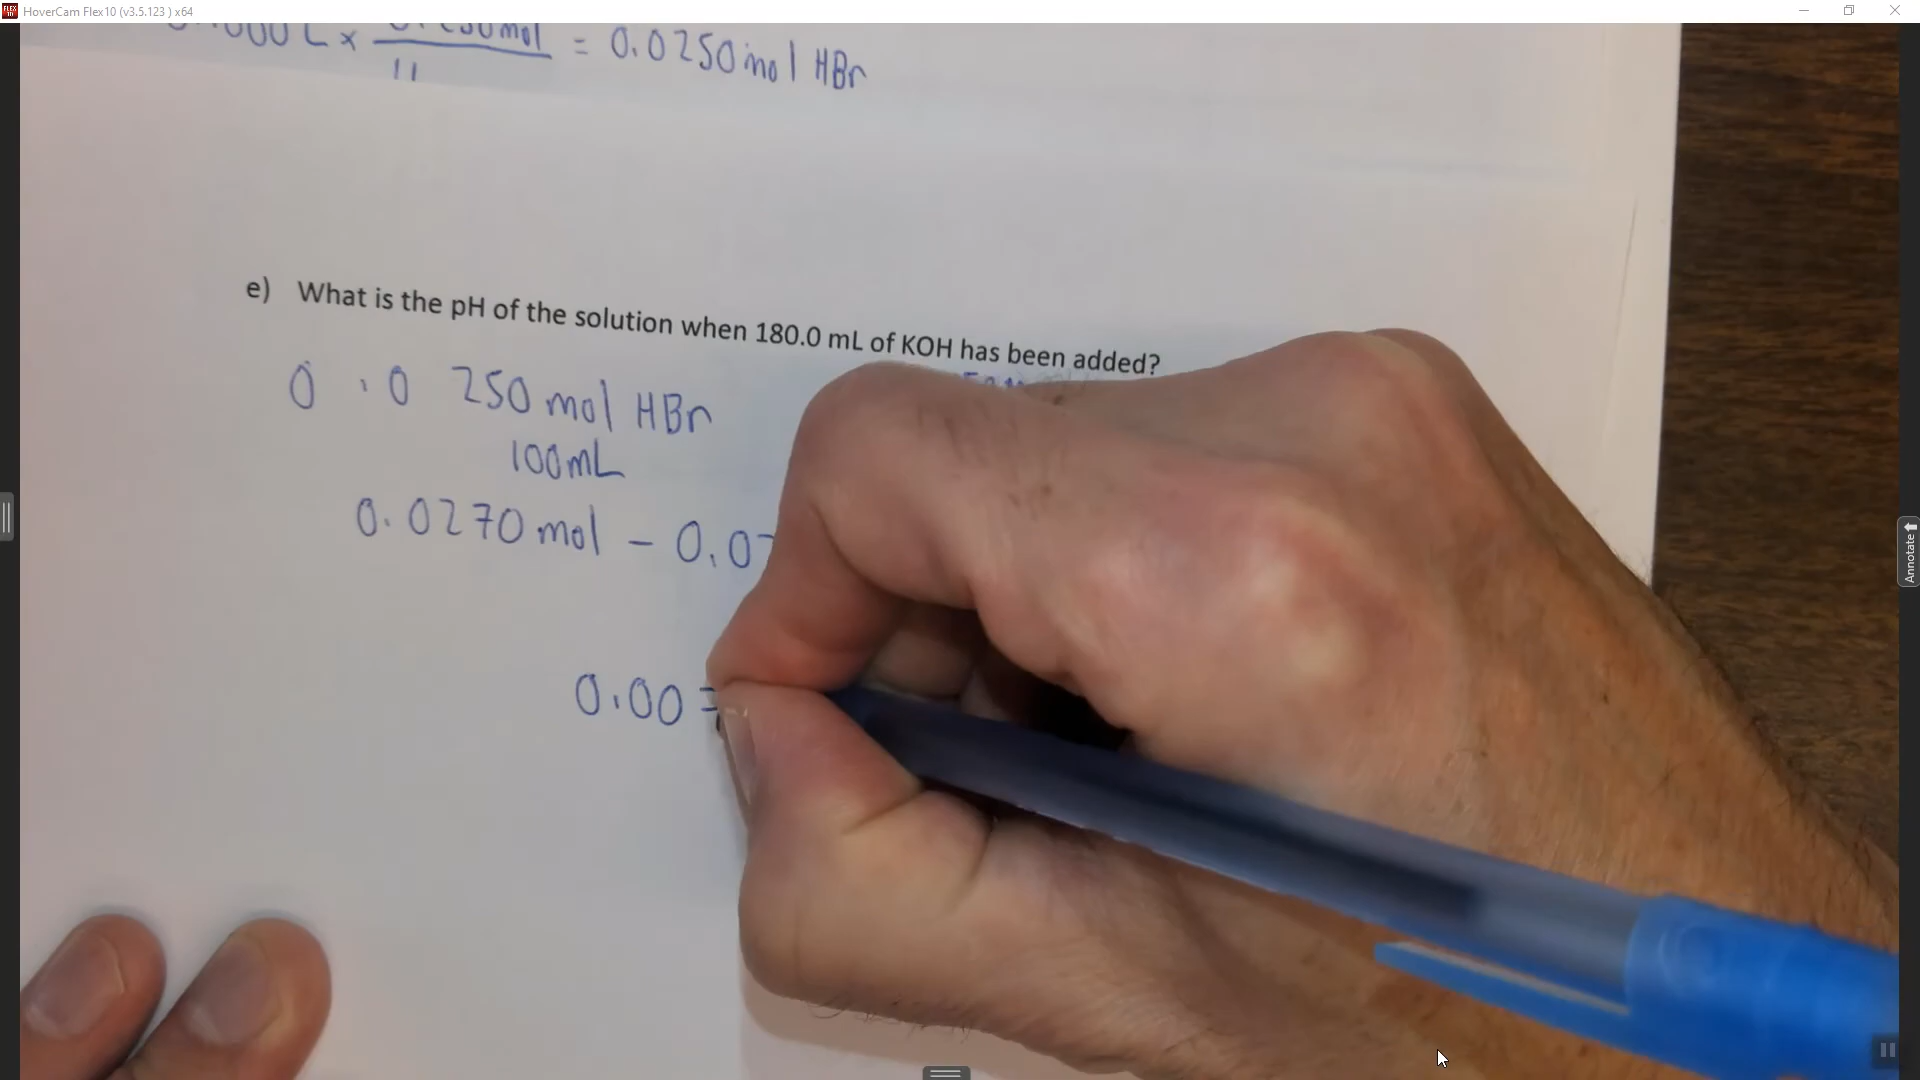 HoverCam Flex10 (v3.5.123 ) x64
L x = 0.0250 mol HBr
e) What is the pH of the solution when 180.0 mL of KOH has been added?
0.0250 mol HBr
100mL
0.0270 mol - 0.0
0.00
Annotate